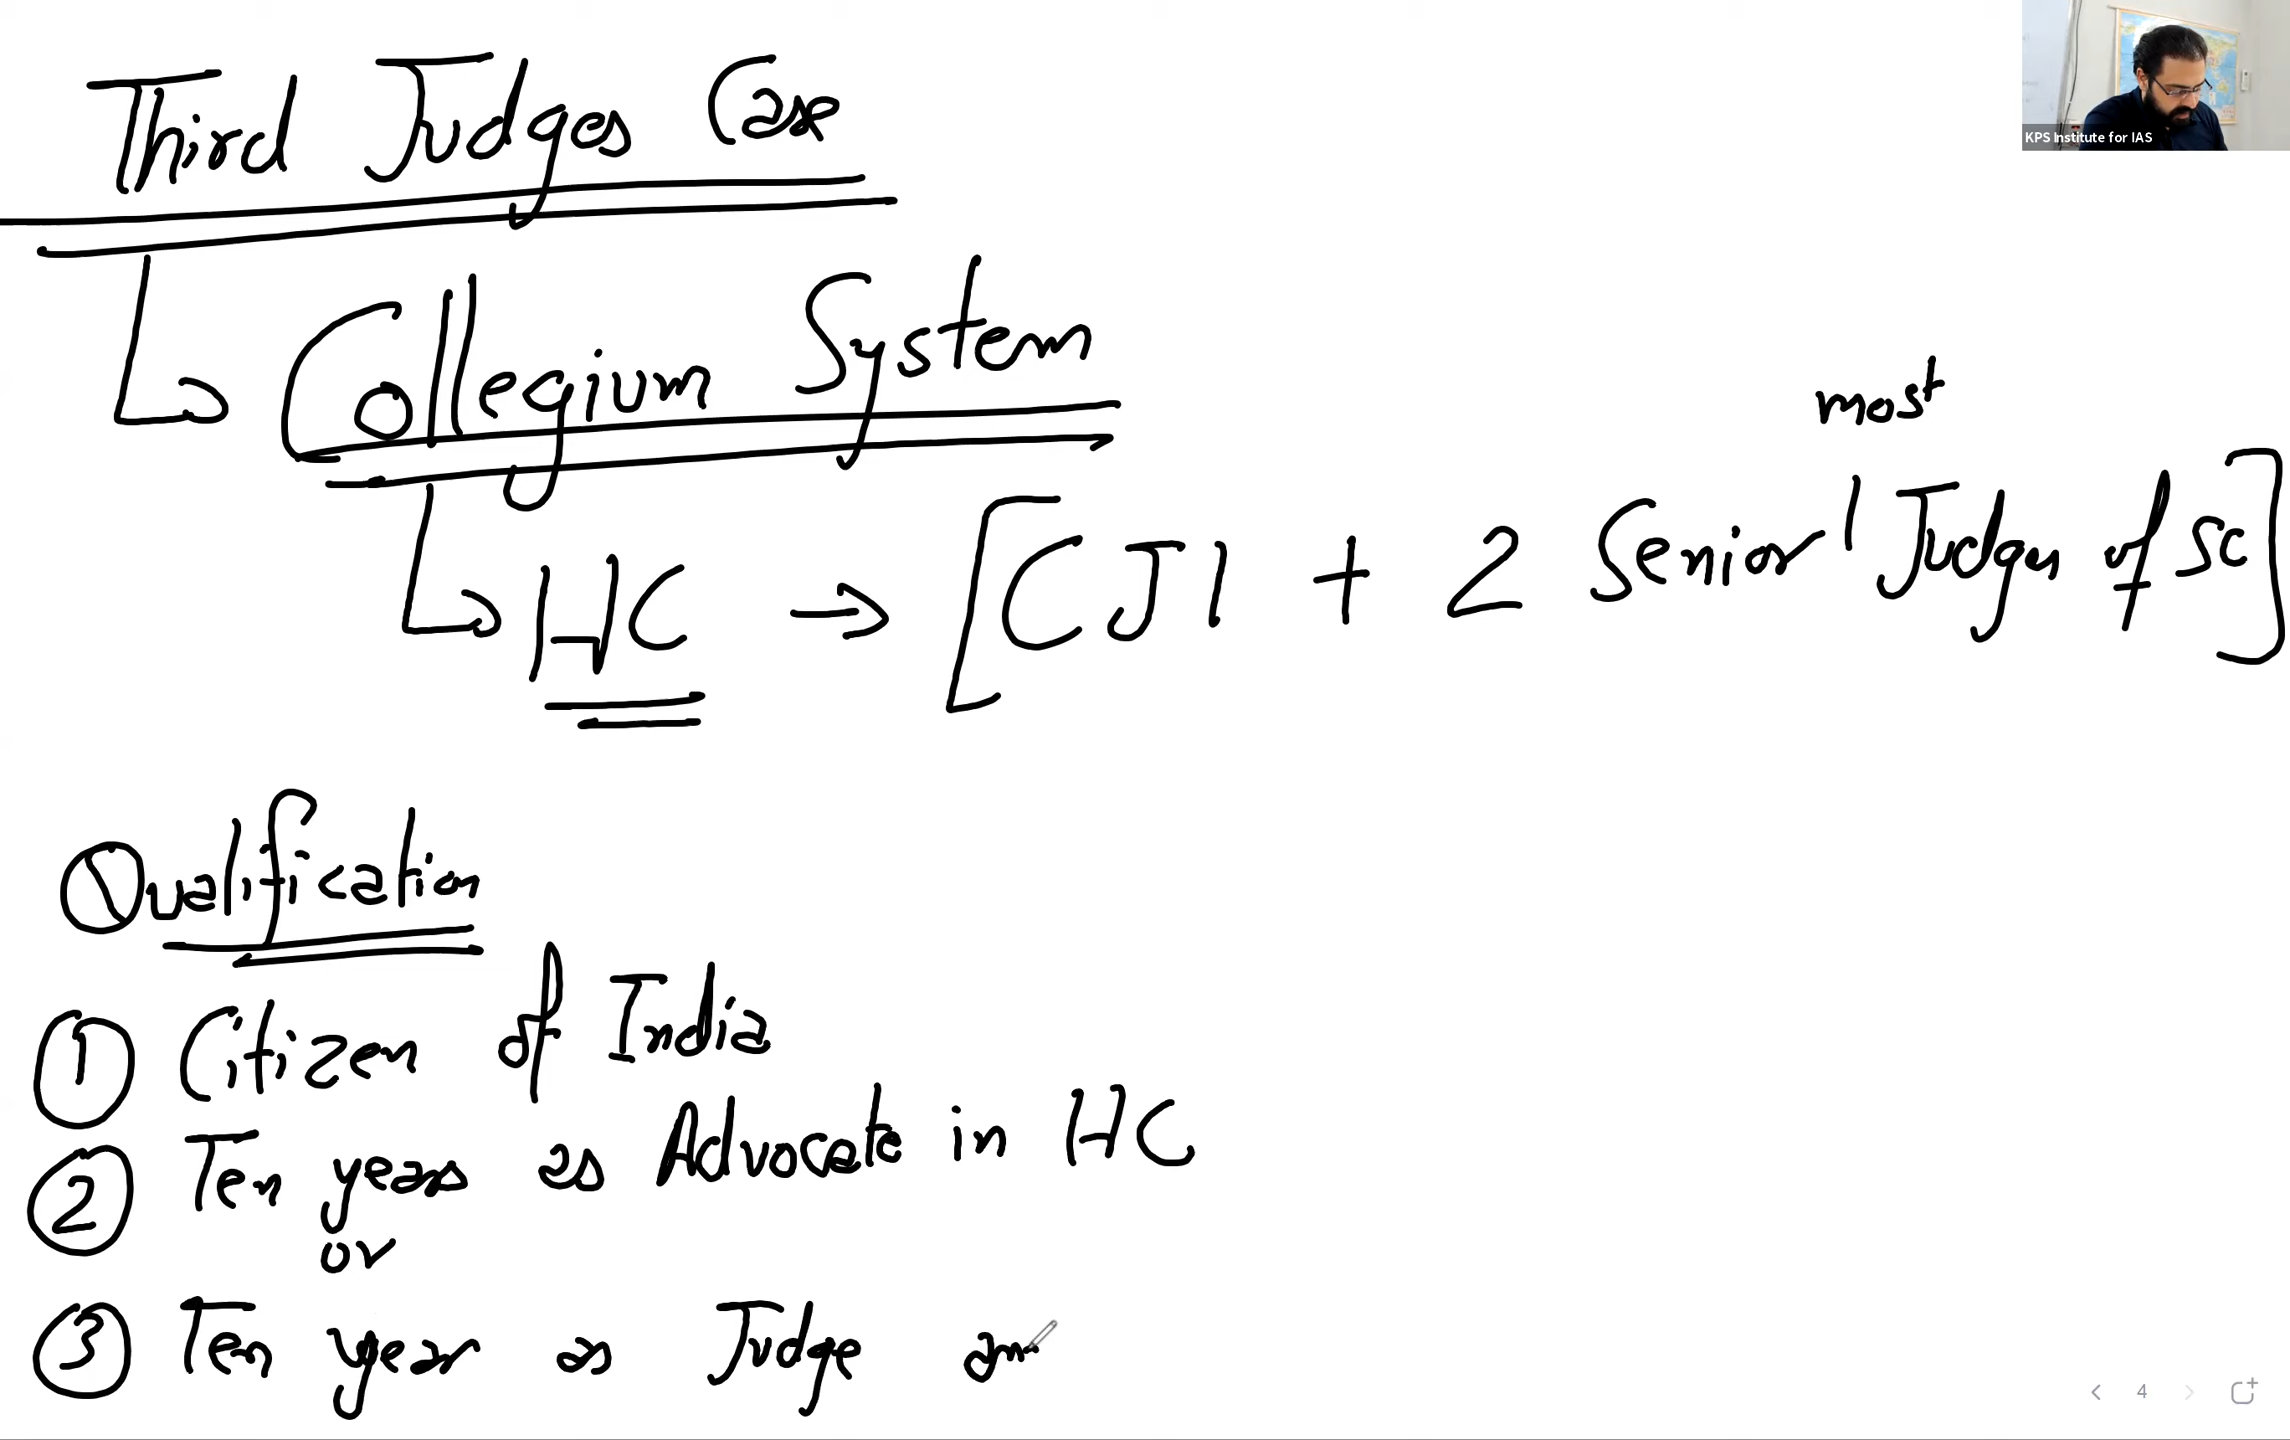 Third Judges Case
KPS Institute for IAS
Collegium System
most
HC → [CJI + 2 Senior Judges of SC]
Qualification
① Citizen of India
② Ten years as Advocate in HC
or
③ Ten year as Judge an
4